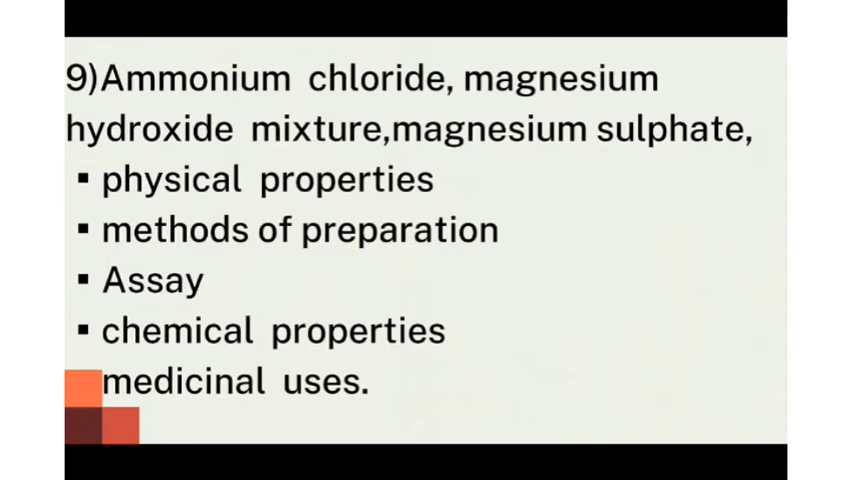 9)Ammonium chloride, magnesium
hydroxide mixture,magnesium sulphate,
▪ physical properties
▪ methods of preparation
▪ Assay
▪ chemical properties
medicinal uses.